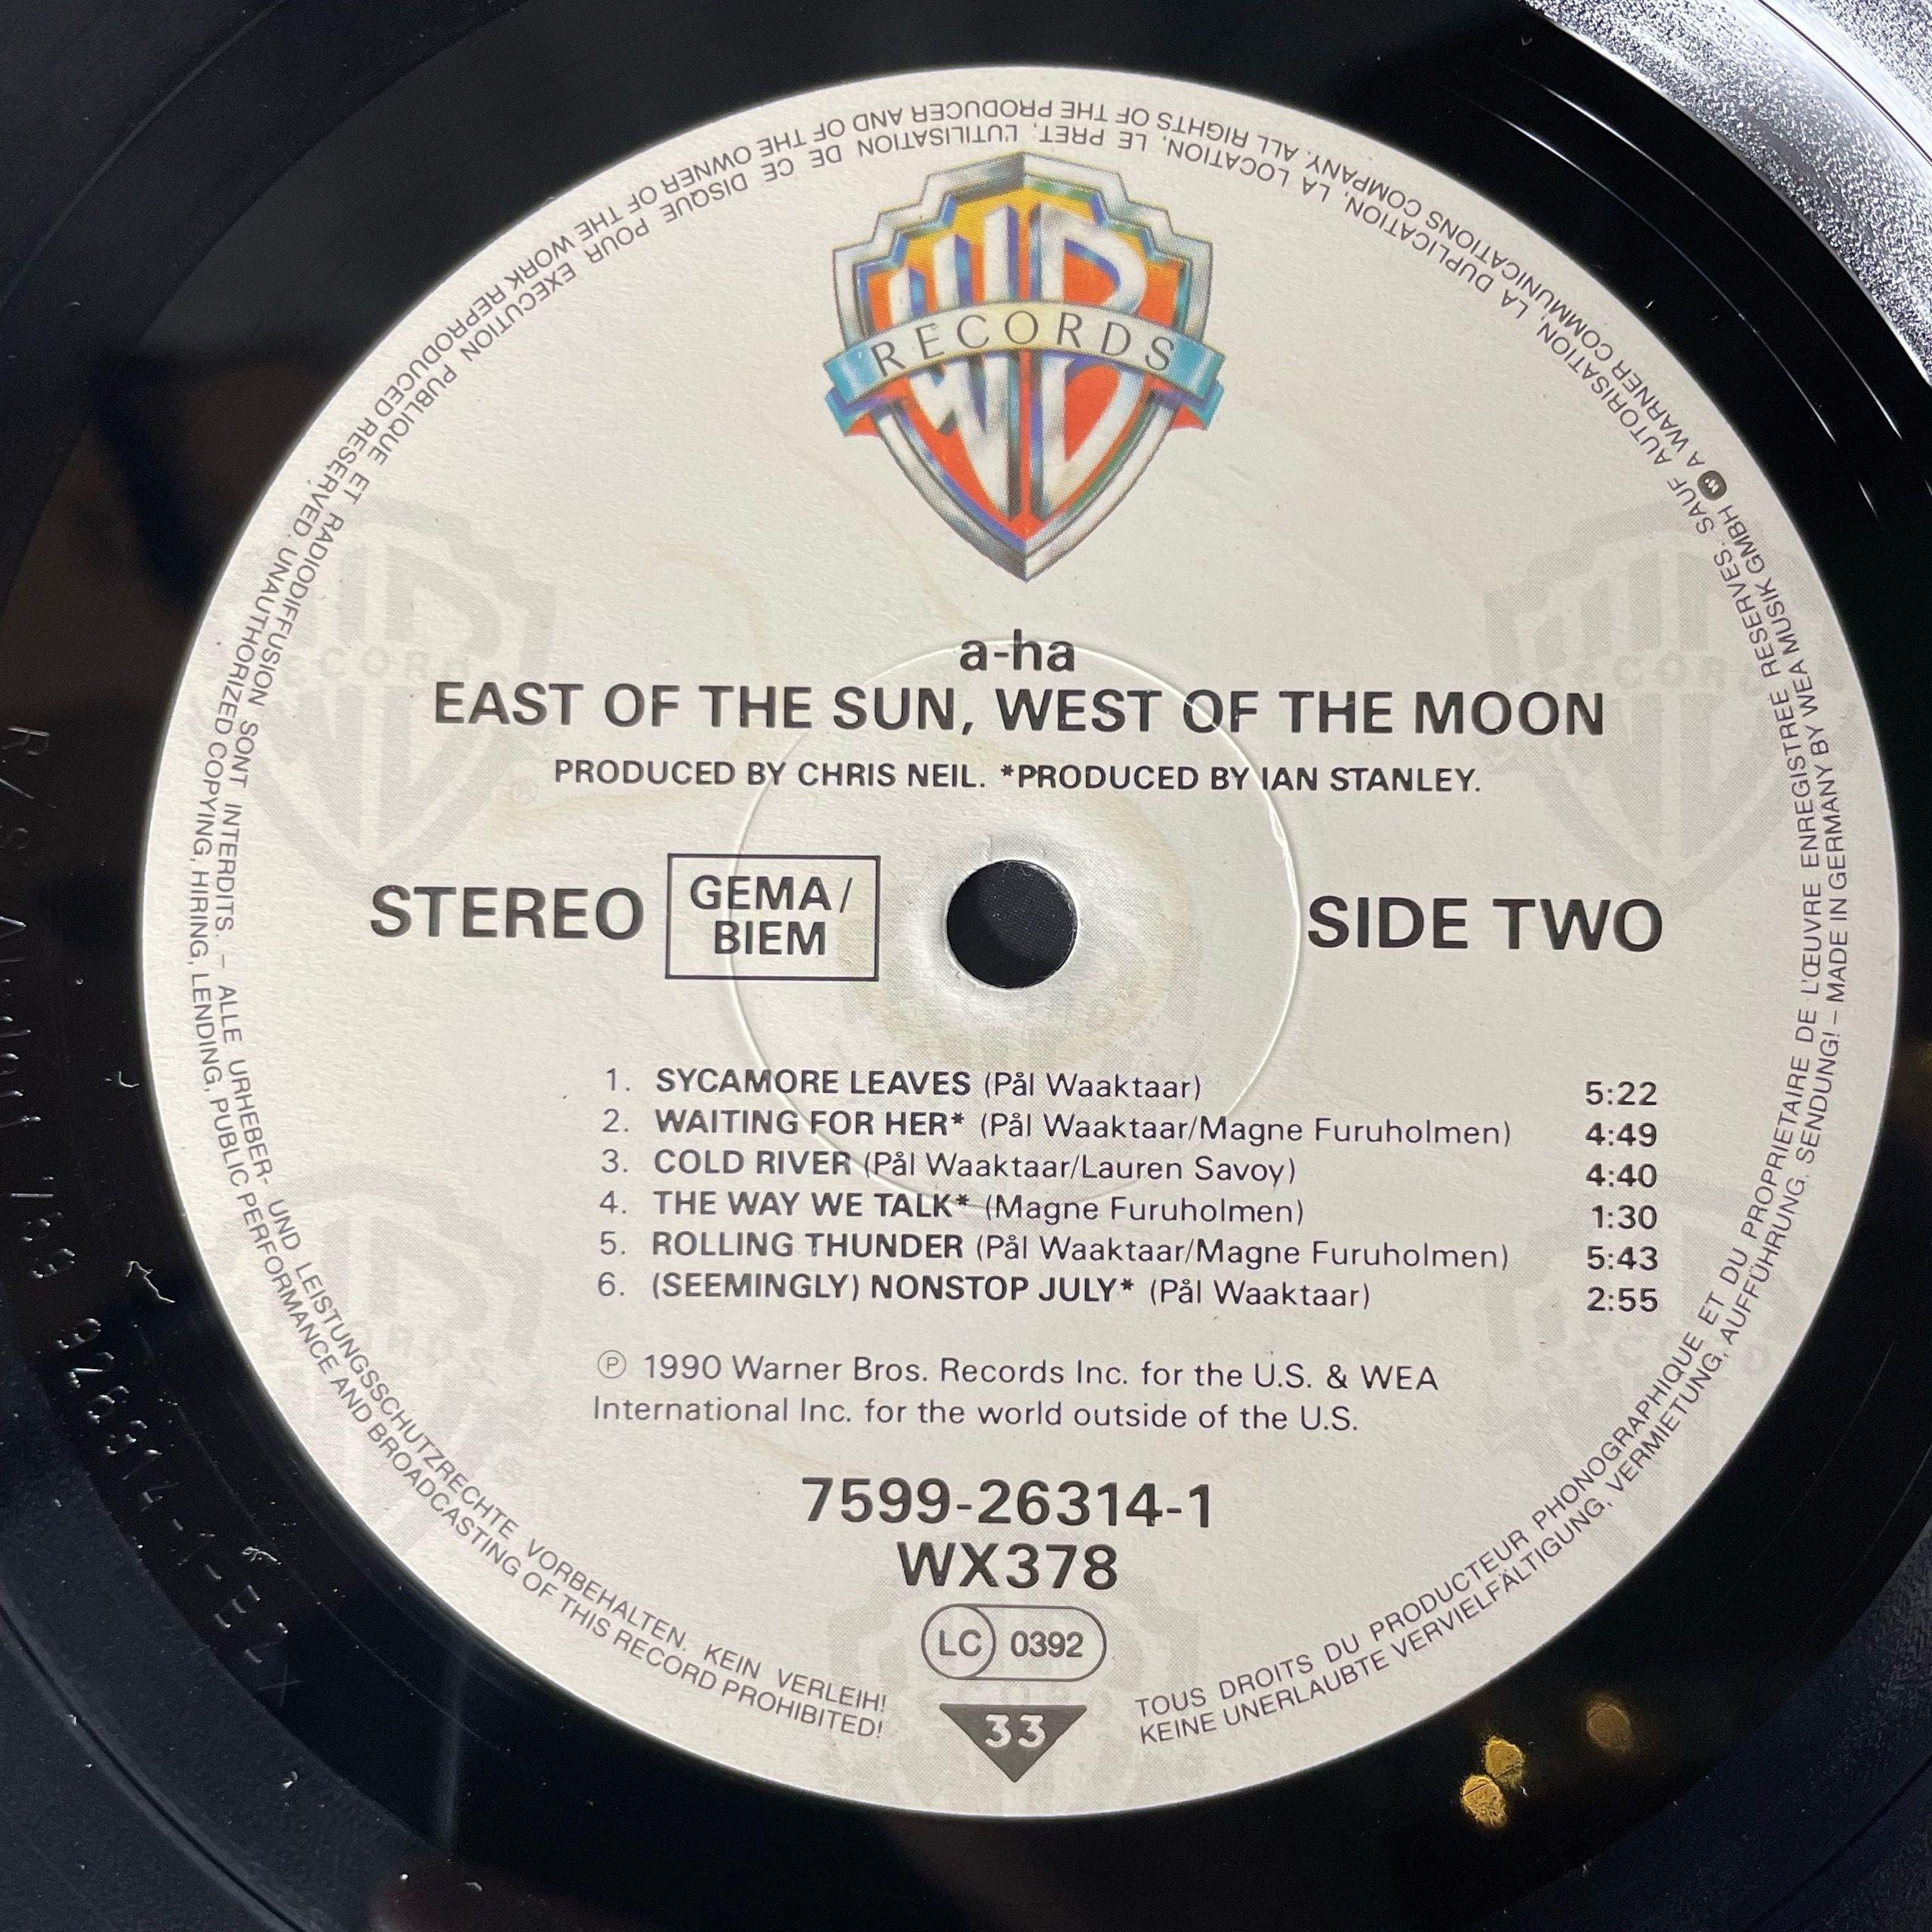 WB
RECORDS
a-ha
EAST OF THE SUN, WEST OF THE MOON
PRODUCED BY CHRIS NEIL. *PRODUCED BY IAN STANLEY.
STEREO
GEMA/
BIEM
SIDE TWO
1. SYCAMORE LEAVES (Pål Waaktaar) 5:22
2. WAITING FOR HER* (Pål Waaktaar/Magne Furuholmen) 4:49
3. COLD RIVER (Pål Waaktaar/Lauren Savoy) 4:40
4. THE WAY WE TALK* (Magne Furuholmen) 1:30
5. ROLLING THUNDER (Pål Waaktaar/Magne Furuholmen) 5:43
6. (SEEMINGLY) NONSTOP JULY* (Pål Waaktaar) 2:55
℗ 1990 Warner Bros. Records Inc. for the U.S. & WEA
International Inc. for the world outside of the U.S.
7599-26314-1
WX378
LC 0392
33
TOUS DROITS DU PRODUCTEUR PHONOGRAPHIQUE ET DU PROPRIETAIRE DE L'ŒUVRE ENREGISTREE RESERVES. SAUF AUTORISATION, LA DUPLICATION, LA LOCATION, LE PRET, L'UTILISATION DE CE DISQUE POUR EXECUTION PUBLIQUE ET RADIODIFFUSION SONT INTERDITS. – ALLE URHEBER- UND LEISTUNGSSCHUTZRECHTE VORBEHALTEN. KEIN VERLEIH!
KEINE UNERLAUBTE VERVIELFÄLTIGUNG, VERMIETUNG, AUFFÜHRUNG, SENDUNG! – MADE IN GERMANY BY WEA MUSIK GMBH A WARNER COMMUNICATIONS COMPANY. ALL RIGHTS OF THE PRODUCER AND OF THE OWNER OF THE WORK REPRODUCED RESERVED. UNAUTHORIZED COPYING, HIRING, LENDING, PUBLIC PERFORMANCE AND BROADCASTING OF THIS RECORD PROHIBITED!